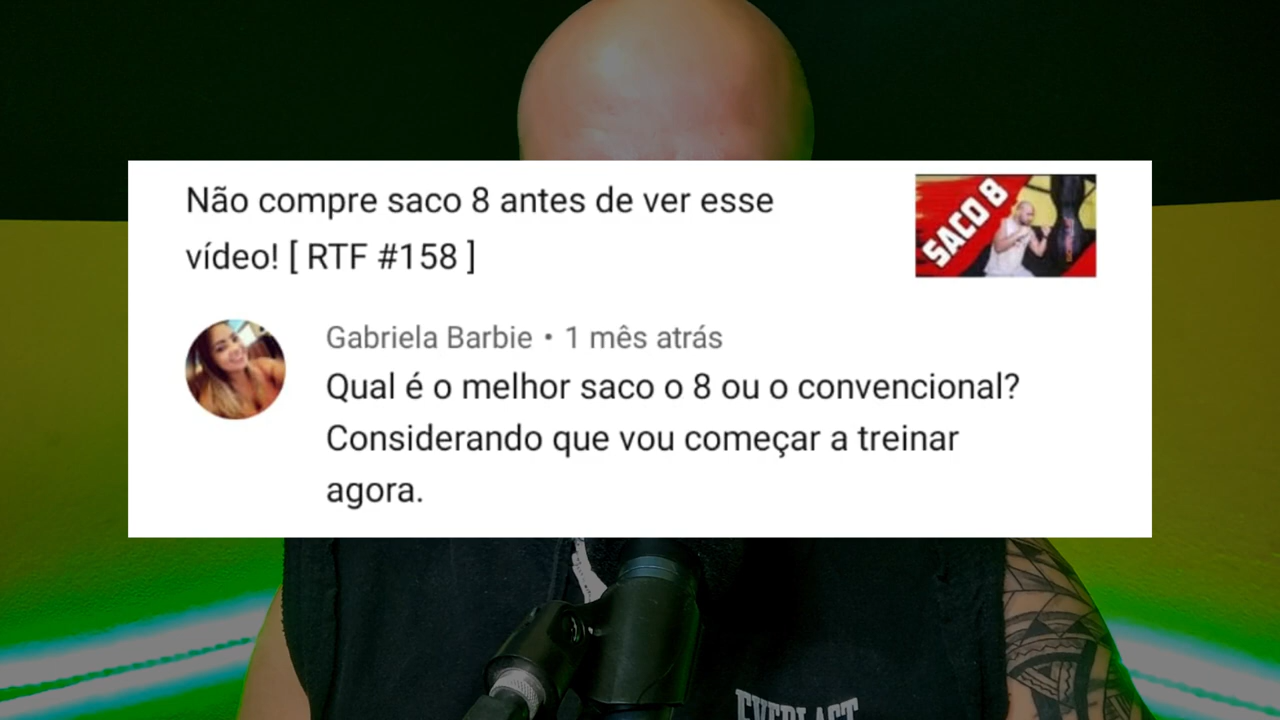 Não compre saco 8 antes de ver esse
vídeo! [ RTF #158 ]
SACO 8
Gabriela Barbie • 1 mês atrás
Qual é o melhor saco o 8 ou o convencional?
Considerando que vou começar a treinar
agora.
EVERLAST